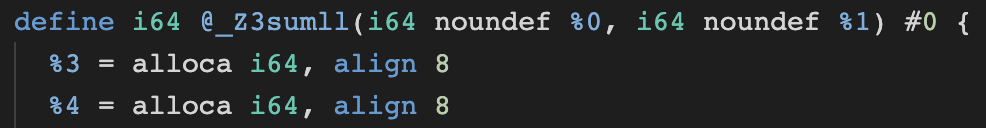 define i64 @_Z3sumll(i64 noundef %0, i64 noundef %1) #0 {
  %3 = alloca i64, align 8
  %4 = alloca i64, align 8